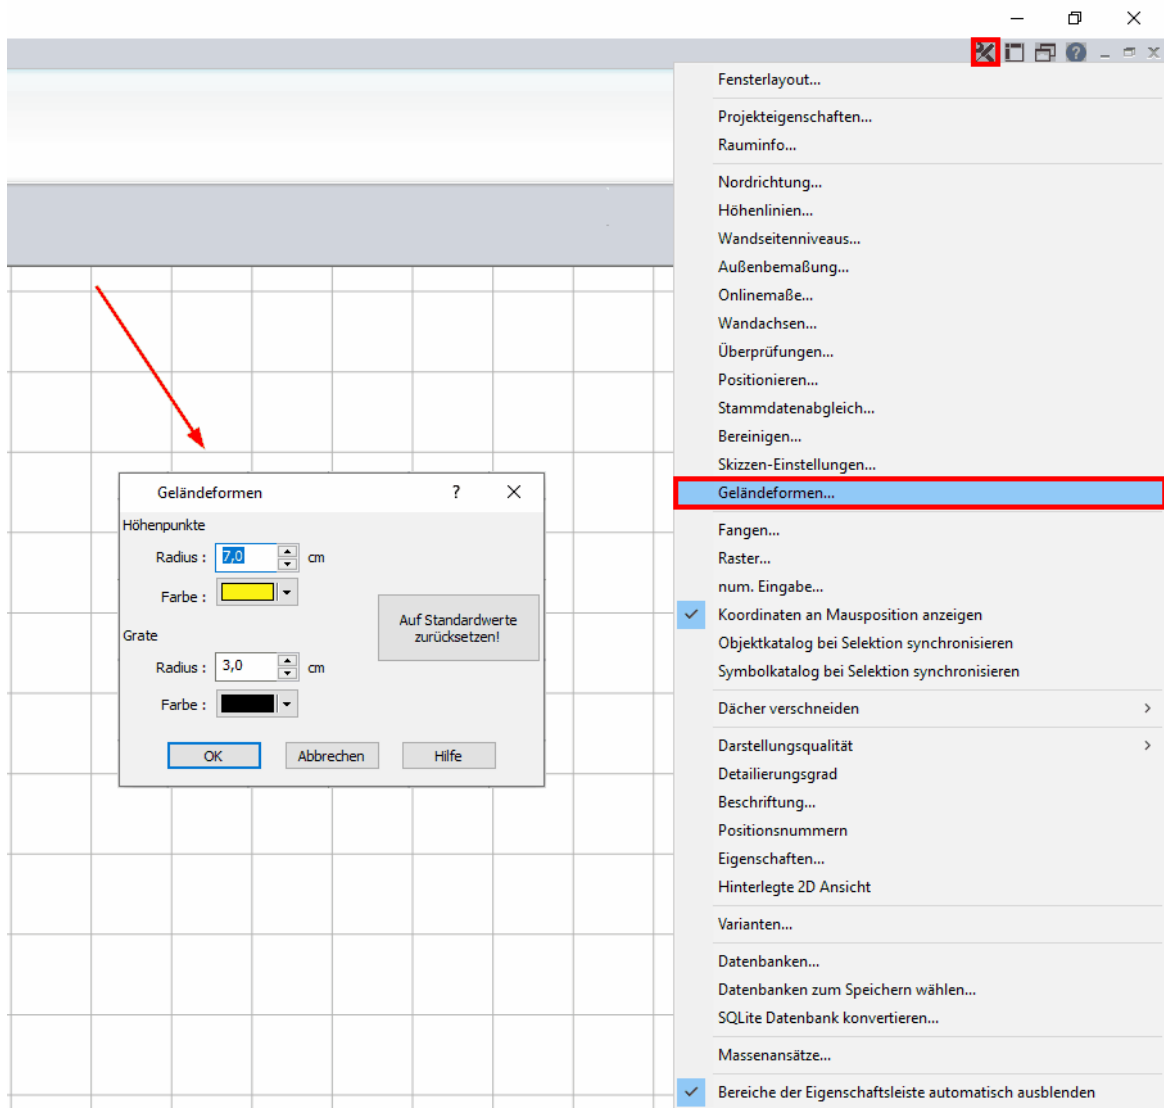 Fensterlayout...
Projekteigenschaften...
Rauminfo...
Nordrichtung...
Höhenlinien...
Wandseitenniveaus...
Außenbemaßung...
Onlinemaße...
Wandachsen...
Überprüfungen...
Positionieren...
Stammdatenabgleich...
Bereinigen...
Skizzen-Einstellungen...
Geländeformen...
Fangen...
Raster...
num. Eingabe...
Koordinaten an Mausposition anzeigen
Objektkatalog bei Selektion synchronisieren
Symbolkatalog bei Selektion synchronisieren
Dächer verschneiden
Darstellungsqualität
Detailierungsgrad
Beschriftung...
Positionsnummern
Eigenschaften...
Hinterlegte 2D Ansicht
Varianten...
Datenbanken...
Datenbanken zum Speichern wählen...
SQLite Datenbank konvertieren...
Massenansätze...
Bereiche der Eigenschaftsleiste automatisch ausblenden
Geländeformen ?
Höhenpunkte
Radius : 7,0 cm
Farbe :
Auf Standardwerte
zurücksetzen!
Grate
Radius : 3,0 cm
Farbe :
OK Abbrechen Hilfe